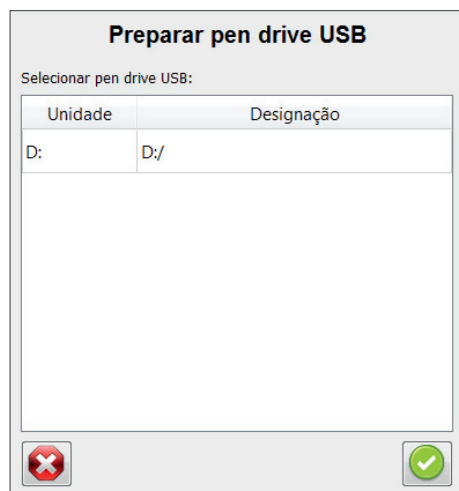 Preparar pen drive USB
Selecionar pen drive USB:
Unidade Designação
D: D:/